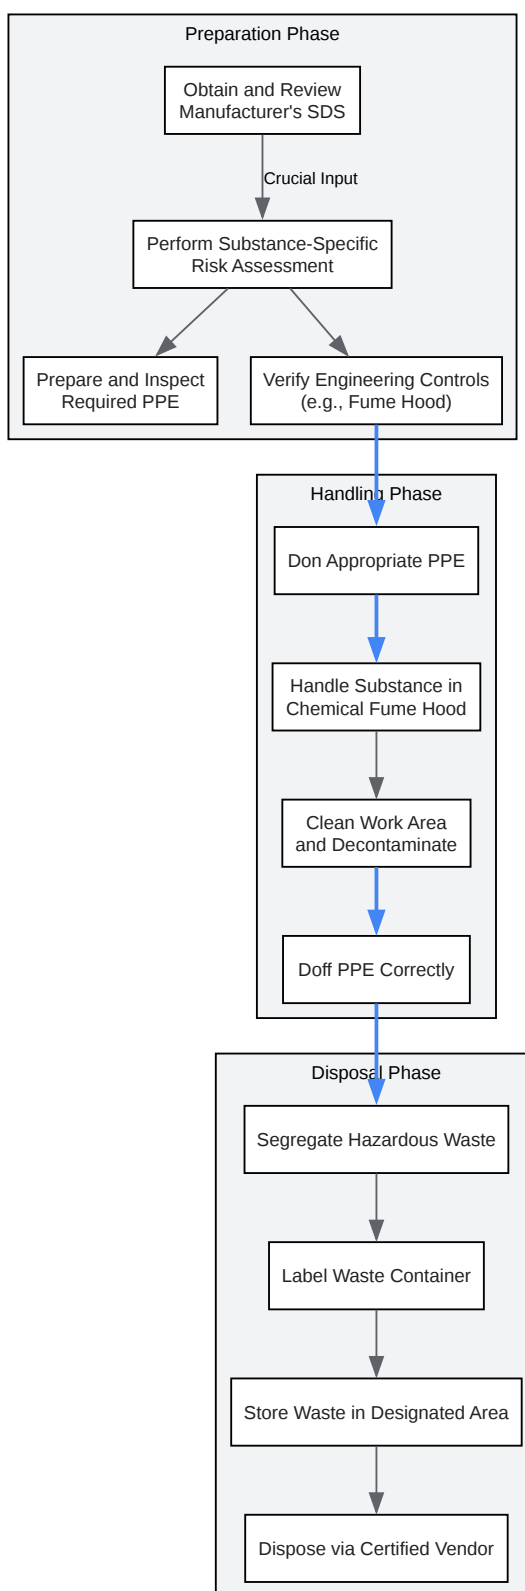 Preparation Phase
Obtain and Review
Manufacturer's SDS
Crucial Input
Perform Substance-Specific
Risk Assessment
Prepare and Inspect
Required PPE
Verify Engineering Controls
(e.g., Fume Hood)
Handling Phase
Don Appropriate PPE
Handle Substance in
Chemical Fume Hood
Clean Work Area
and Decontaminate
Doff PPE Correctly
Disposal Phase
Segregate Hazardous Waste
Label Waste Container
Store Waste in Designated Area
Dispose via Certified Vendor